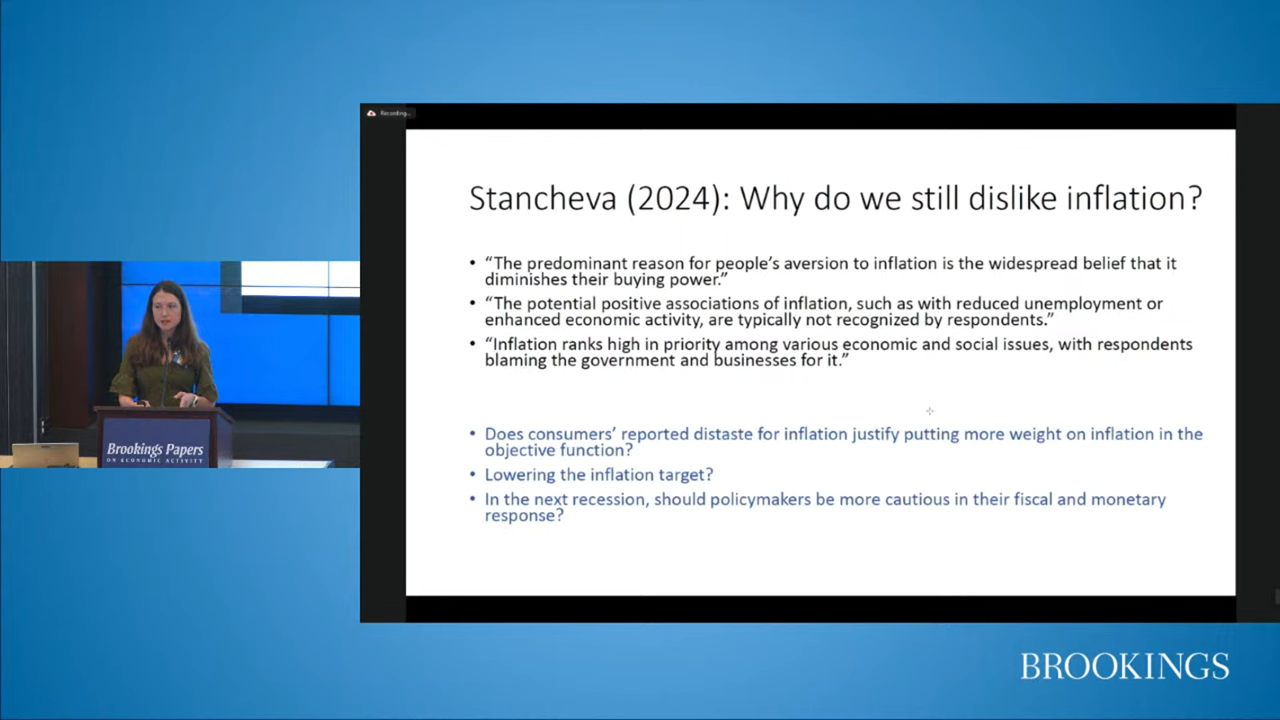 Recording...
Stancheva (2024): Why do we still dislike inflation?
• “The predominant reason for people’s aversion to inflation is the widespread belief that it
diminishes their buying power.”
• “The potential positive associations of inflation, such as with reduced unemployment or
enhanced economic activity, are typically not recognized by respondents.”
• “Inflation ranks high in priority among various economic and social issues, with respondents
blaming the government and businesses for it.”
• Does consumers’ reported distaste for inflation justify putting more weight on inflation in the
objective function?
• Lowering the inflation target?
• In the next recession, should policymakers be more cautious in their fiscal and monetary
response?
Brookings Papers
ON ECONOMIC ACTIVITY
BROOKINGS